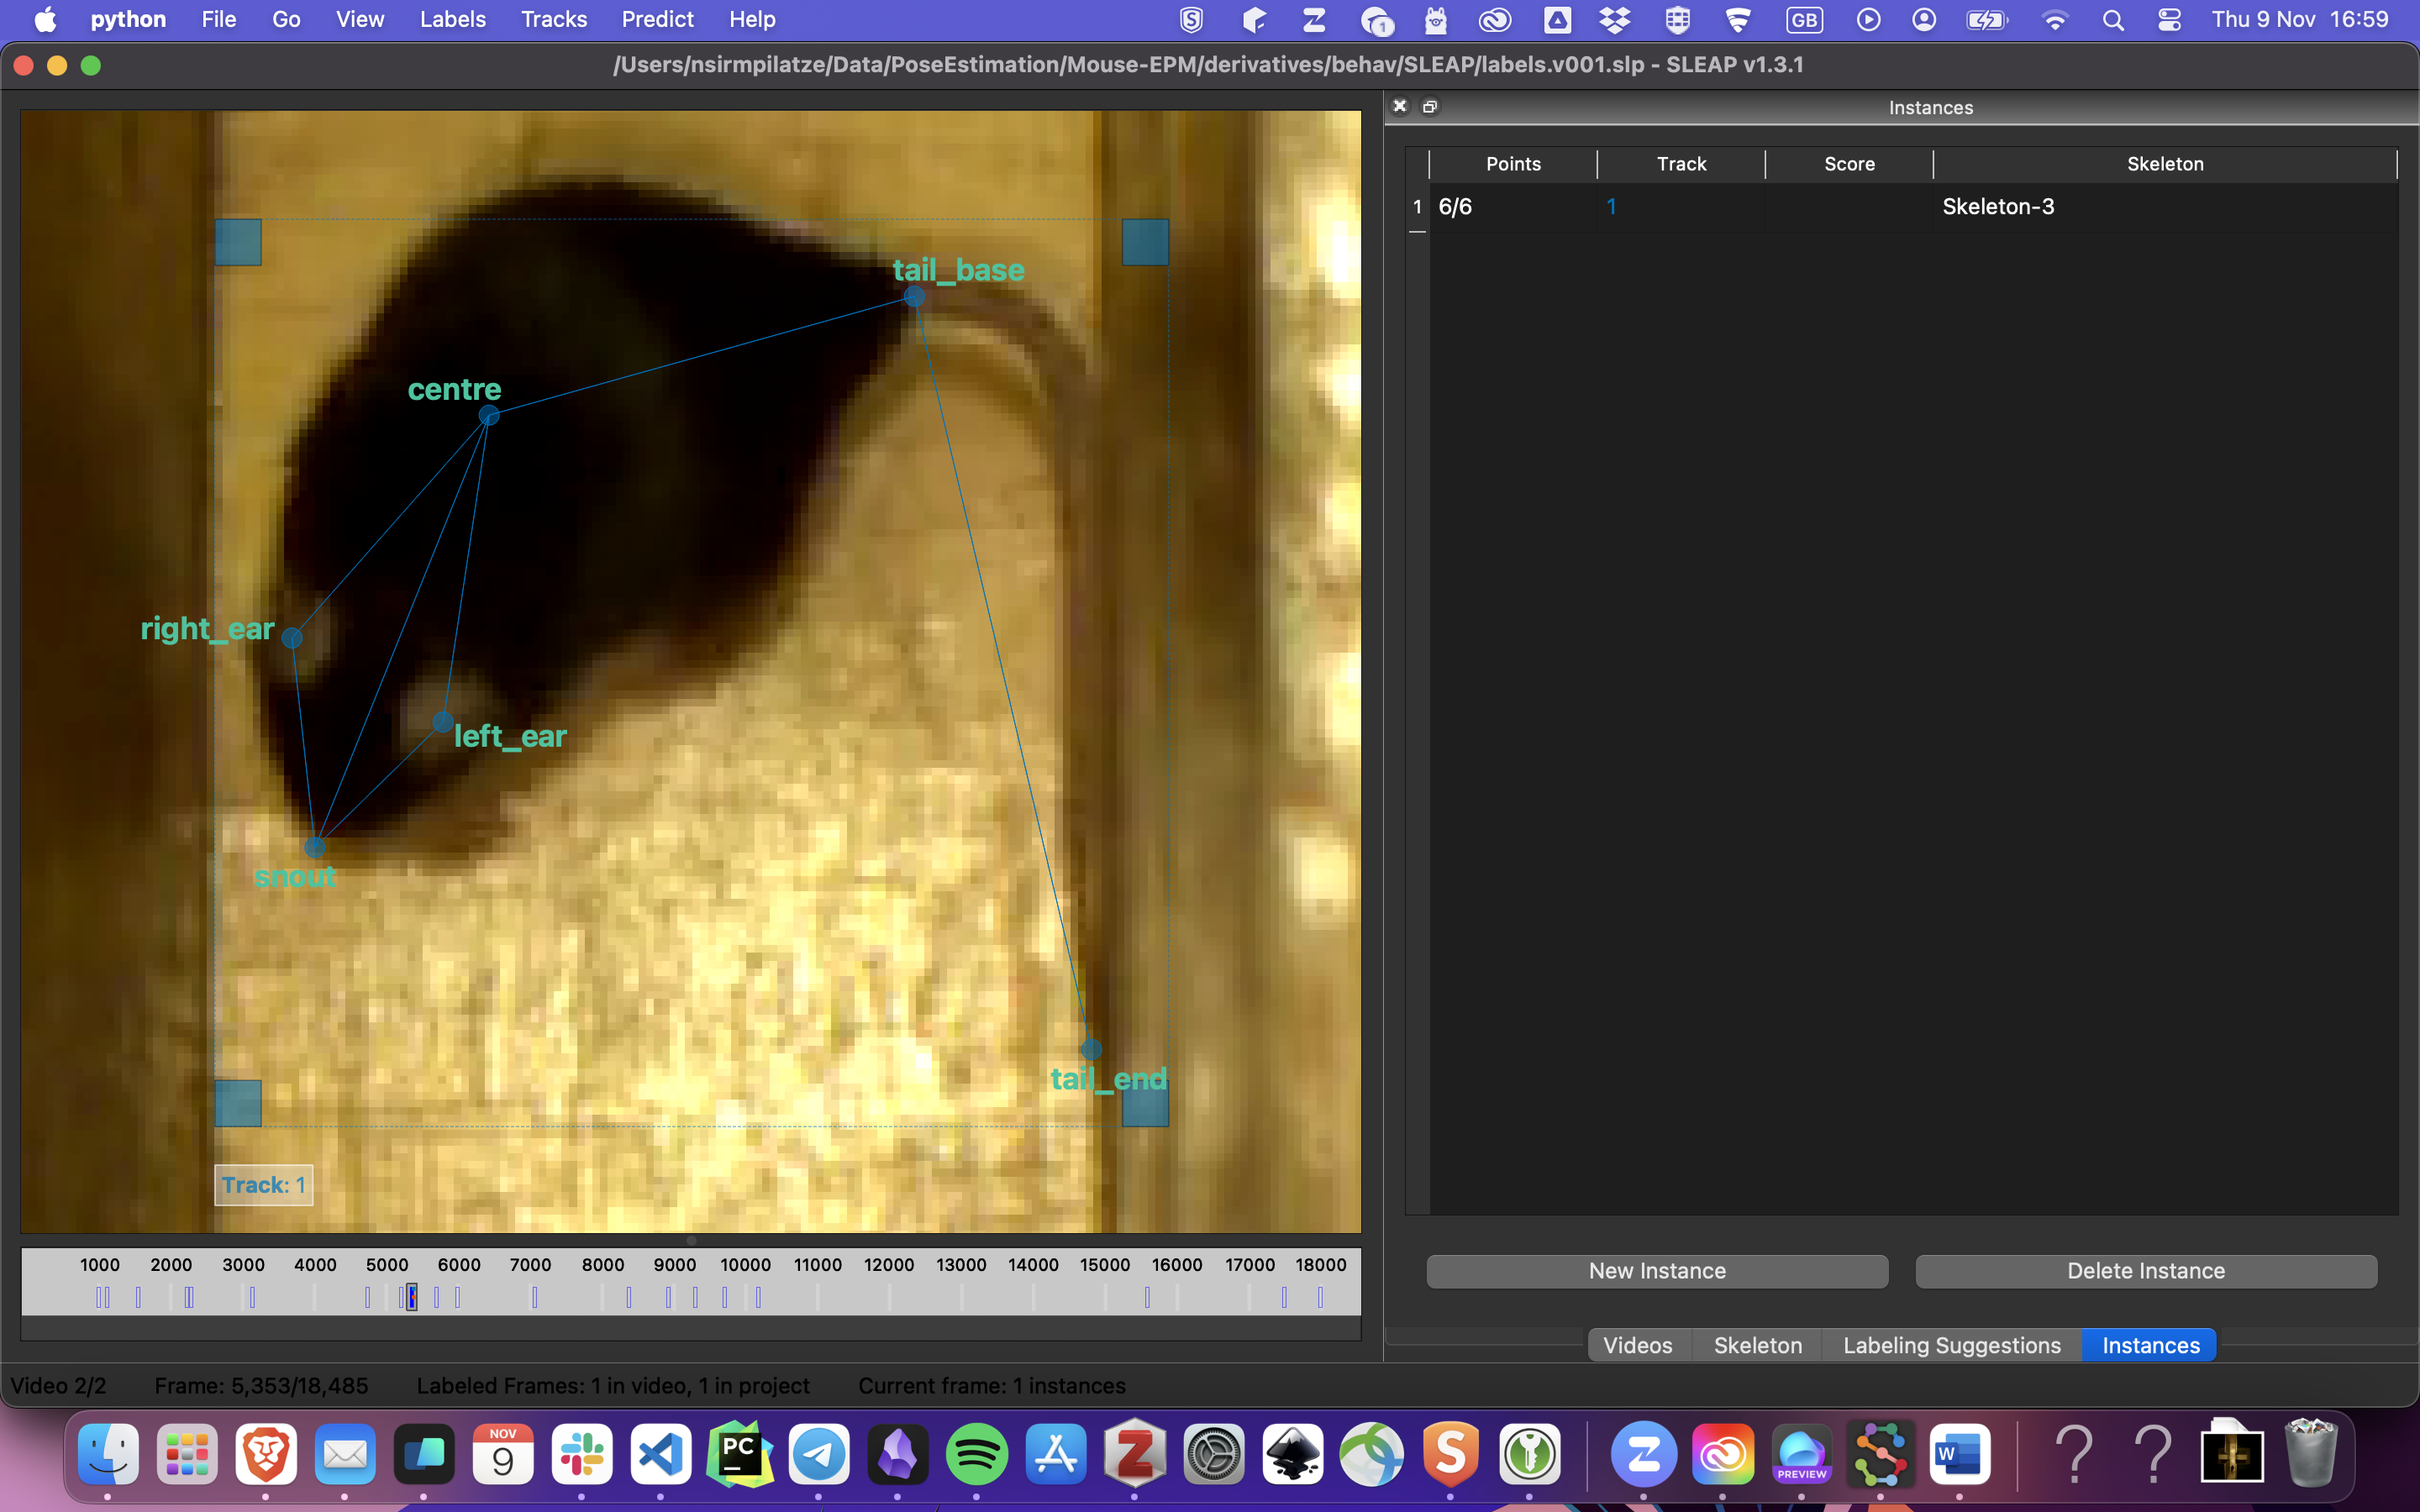 python File Go View Labels Tracks Predict Help 1 GB Thu 9 Nov 16:59
/Users/nsirmpilatze/Data/PoseEstimation/Mouse-EPM/derivatives/behav/SLEAP/labels.v001.slp - SLEAP v1.3.1
Instances
Points Track Score Skeleton
1 6/6 1 Skeleton-3
tail_base
centre
right_ear
left_ear
snout
tail_end
Track: 1
1000 2000 3000 4000 5000 6000 7000 8000 9000 10000 11000 12000 13000 14000 15000 16000 17000 18000
New Instance Delete Instance
Videos Skeleton Labeling Suggestions Instances
Video 2/2 Frame: 5,353/18,485 Labeled Frames: 1 in video, 1 in project Current frame: 1 instances
NOV
9
PC
PREVIEW
W